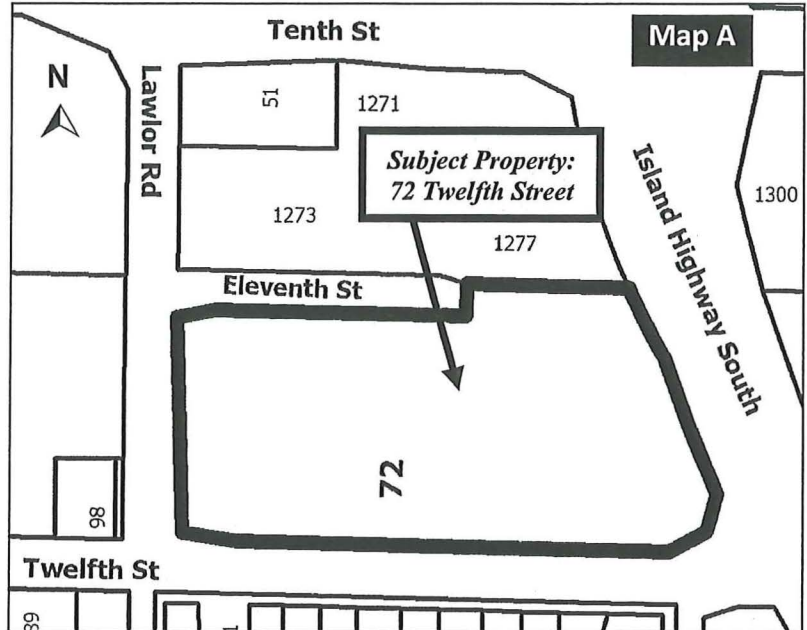 Tenth St
Map A
N
Lawlor Rd
51
1271
Subject Property:
72 Twelfth Street
Island Highway South
1300
1273
1277
Eleventh St
72
98
Twelfth St